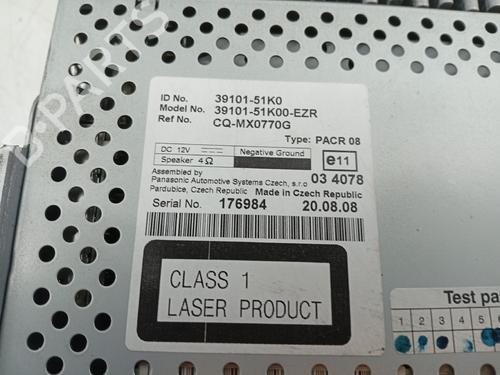 ID No. 39101-51K0
Model No. 39101-51K00-EZR
Ref No. CQ-MX0770G
Type: PACR 08
DC 12V Negative Ground
Speaker 4Ω
e11
03 4078
Assembled by
Panasonic Automotive Systems Czech, s.r.o
Pardubice, Czech Republic Made in Czech Republic
Serial No. 176984 20.08.08
CLASS 1
LASER PRODUCT
Test pa
1 2 3 4 5 6
B-PARTS